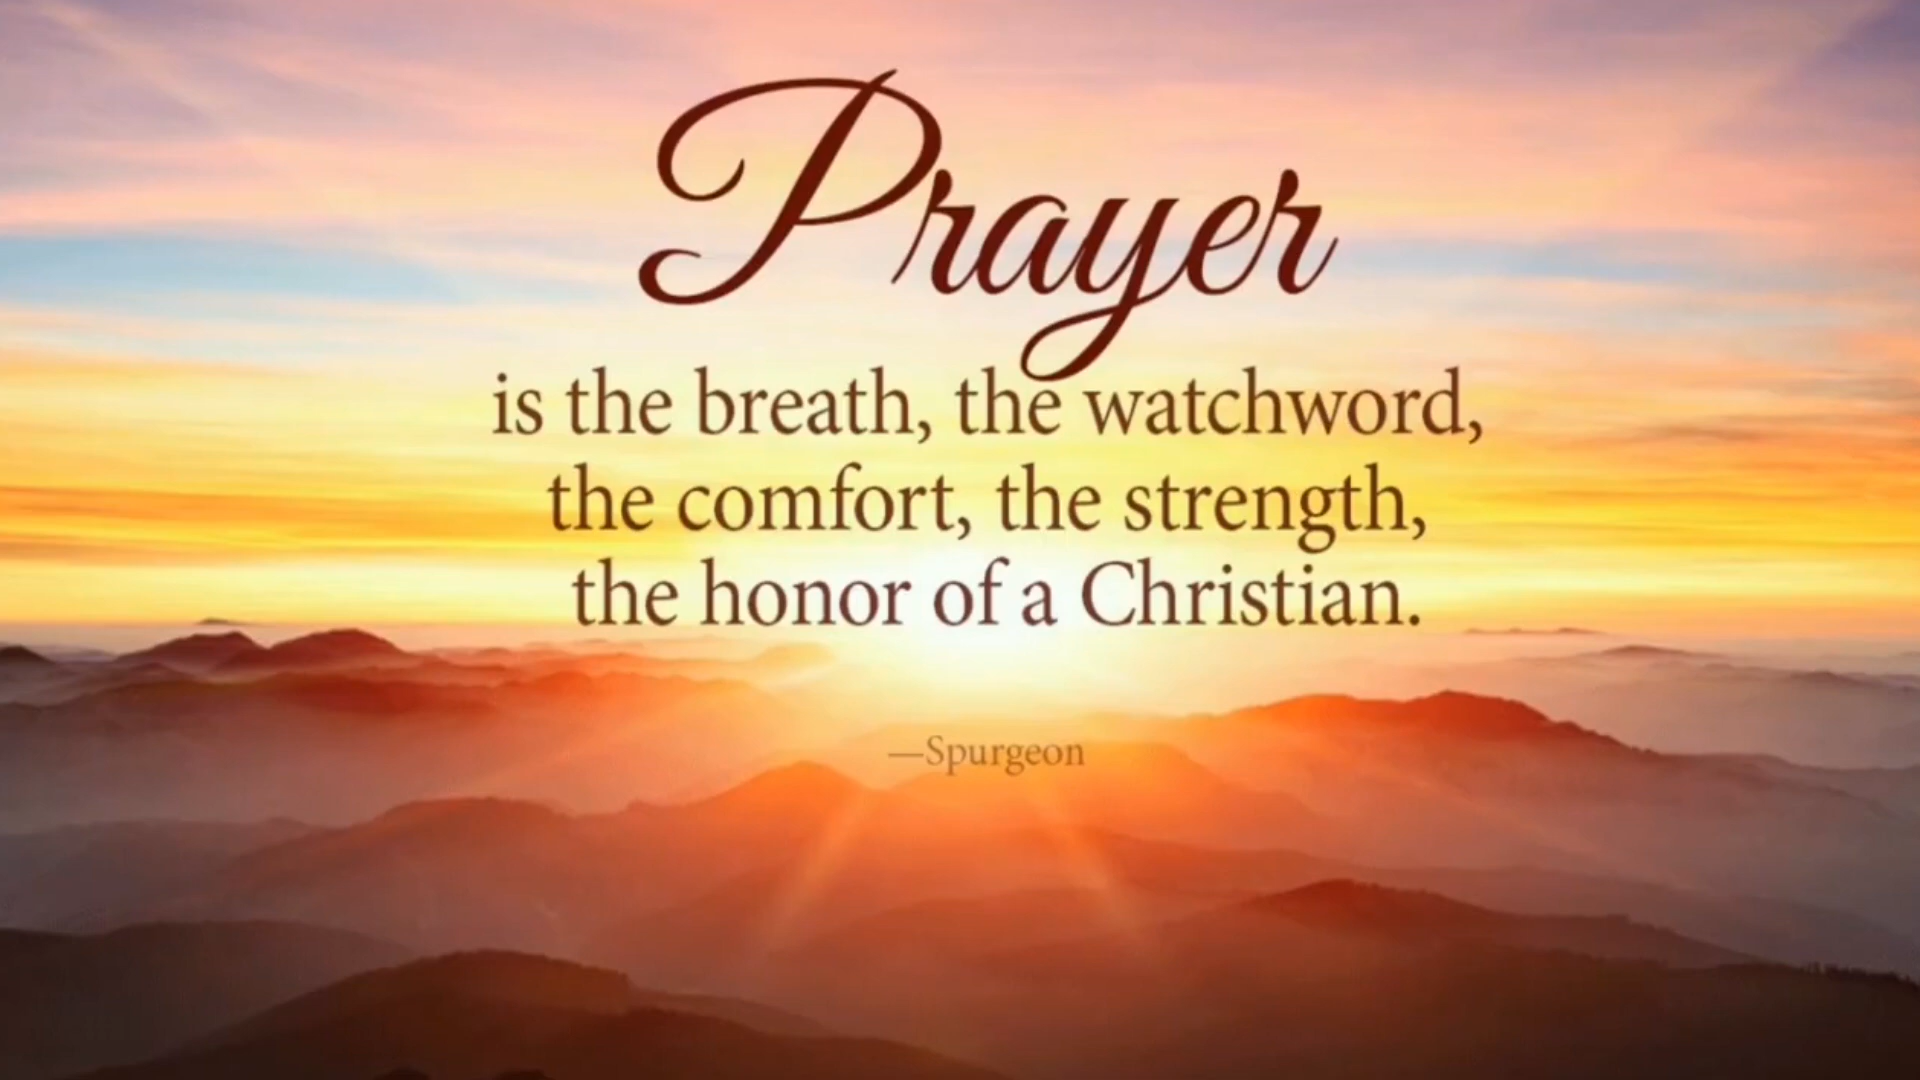 Prayer
is the breath, the watchword,
the comfort, the strength,
the honor of a Christian.
—Spurgeon